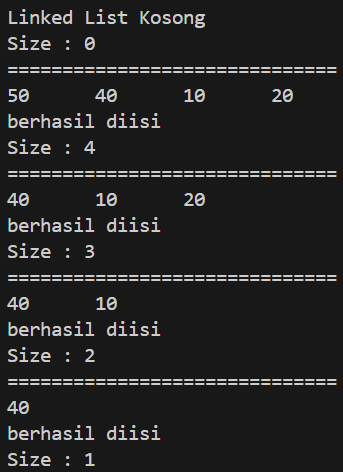 Linked List Kosong
Size : 0
==============================
50      40      10      20
berhasil diisi
Size : 4
==============================
40      10      20
berhasil diisi
Size : 3
==============================
40      10
berhasil diisi
Size : 2
==============================
40
berhasil diisi
Size : 1